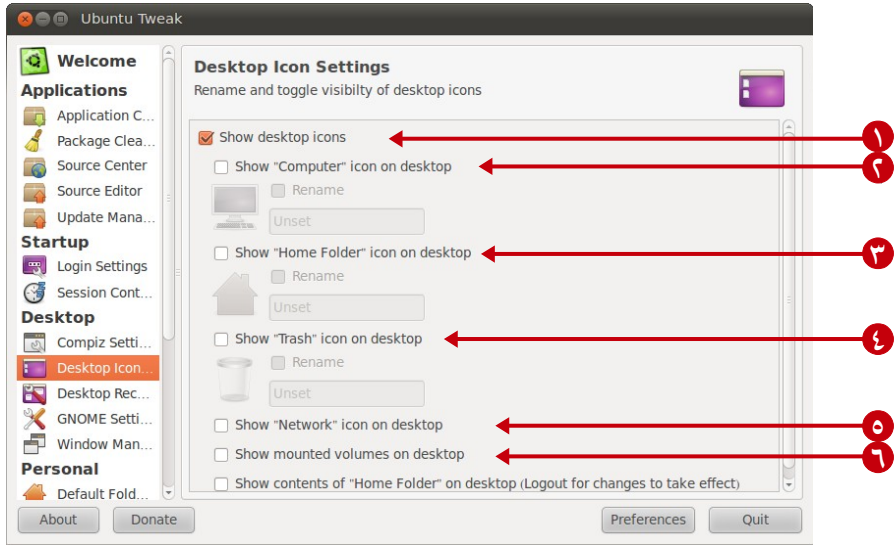 Ubuntu Tweak
Welcome
Applications
Application C...
Package Clea...
Source Center
Source Editor
Update Mana...
Startup
Login Settings
Session Cont...
Desktop
Compiz Setti...
Desktop Icon...
Desktop Rec...
GNOME Setti...
Window Man...
Personal
Default Fold...
About
Donate
Desktop Icon Settings
Rename and toggle visibilty of desktop icons
Show desktop icons
١
Show "Computer" icon on desktop
٢
Rename
Unset
Show "Home Folder" icon on desktop
٣
Rename
Unset
Show "Trash" icon on desktop
٤
Rename
Unset
Show "Network" icon on desktop
٥
Show mounted volumes on desktop
٦
Show contents of "Home Folder" on desktop (Logout for changes to take effect)
Preferences
Quit